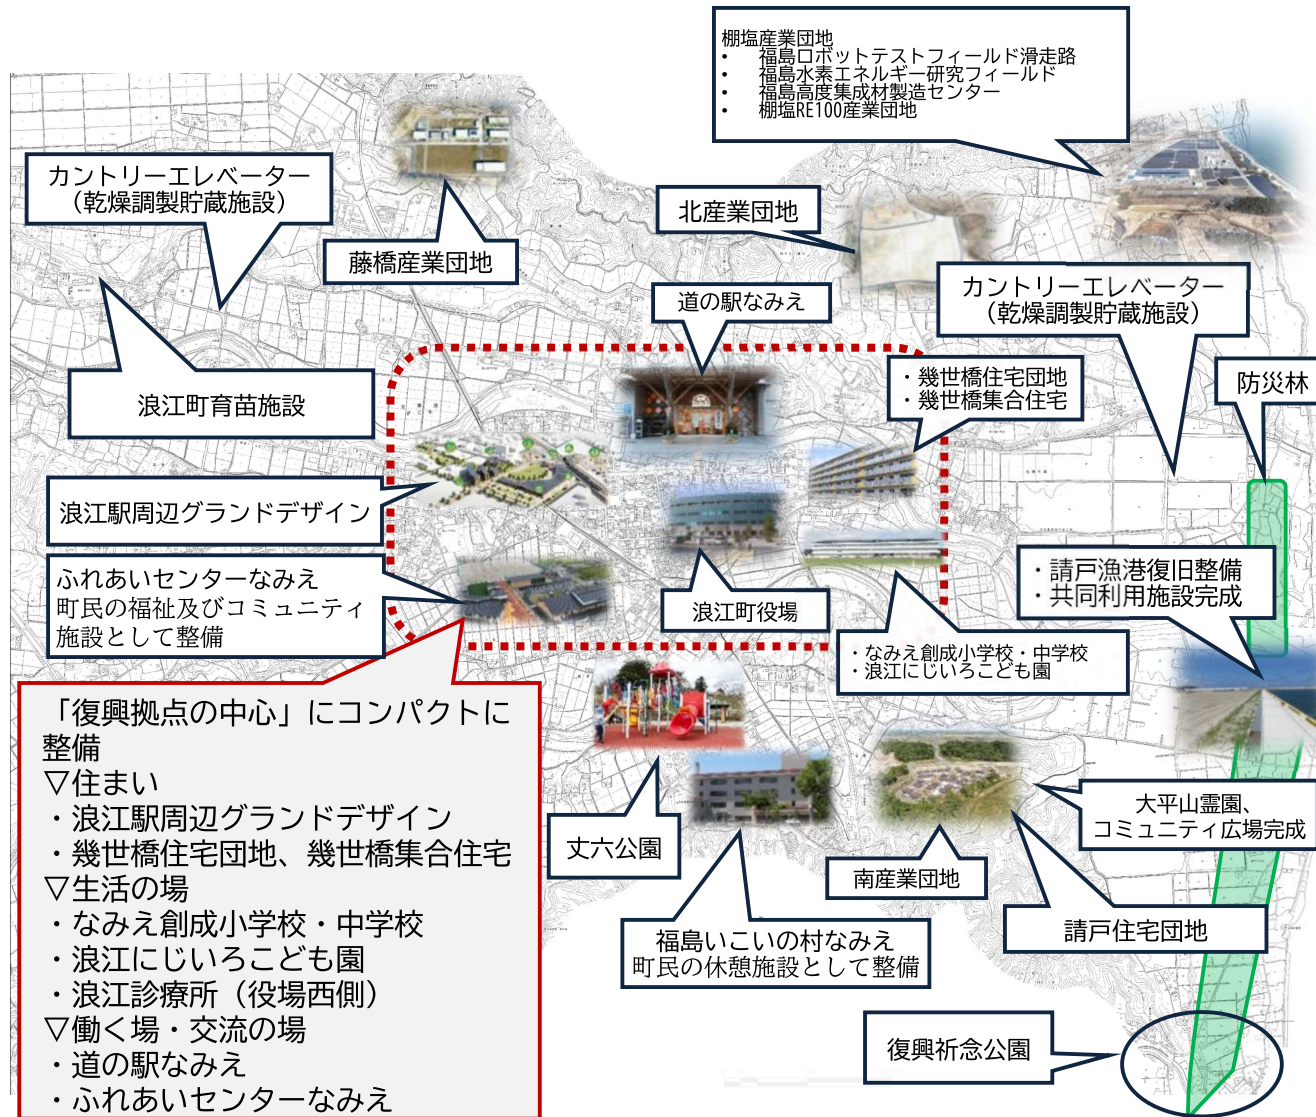 棚塩産業団地
・ 福島ロボットテストフィールド滑走路
・ 福島水素エネルギー研究フィールド
・ 福島高度集成材製造センター
・ 棚塩RE100産業団地
カントリーエレベーター
（乾燥調製貯蔵施設）
藤橋産業団地
北産業団地
道の駅なみえ
カントリーエレベーター
（乾燥調製貯蔵施設）
浪江町育苗施設
・幾世橋住宅団地
・幾世橋集合住宅
防災林
浪江駅周辺グランドデザイン
ふれあいセンターなみえ
町民の福祉及びコミュニティ
施設として整備
浪江町役場
・請戸漁港復旧整備
・共同利用施設完成
・なみえ創成小学校・中学校
・浪江にじいろこども園
「復興拠点の中心」にコンパクトに
整備
▽住まい
・浪江駅周辺グランドデザイン
・幾世橋住宅団地、幾世橋集合住宅
▽生活の場
・なみえ創成小学校・中学校
・浪江にじいろこども園
・浪江診療所（役場西側）
▽働く場・交流の場
・道の駅なみえ
・ふれあいセンターなみえ
丈六公園
南産業団地
大平山霊園、
コミュニティ広場完成
請戸住宅団地
福島いこいの村なみえ
町民の休憩施設として整備
復興祈念公園